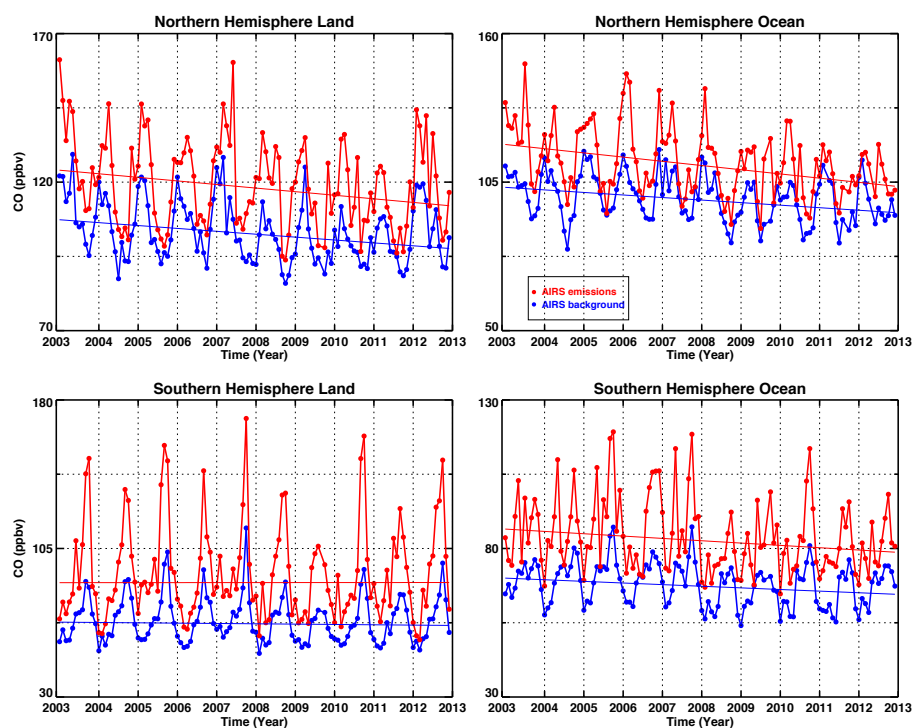 Northern Hemisphere Land
170
120
70
CO (ppbv)
2003 2004 2005 2006 2007 2008 2009 2010 2011 2012 2013
Time (Year)
Northern Hemisphere Ocean
160
105
50
AIRS emissions
AIRS background
2003 2004 2005 2006 2007 2008 2009 2010 2011 2012 2013
Time (Year)
Southern Hemisphere Land
180
105
30
CO (ppbv)
2003 2004 2005 2006 2007 2008 2009 2010 2011 2012 2013
Time (Year)
Southern Hemisphere Ocean
130
80
30
2003 2004 2005 2006 2007 2008 2009 2010 2011 2012 2013
Time (Year)